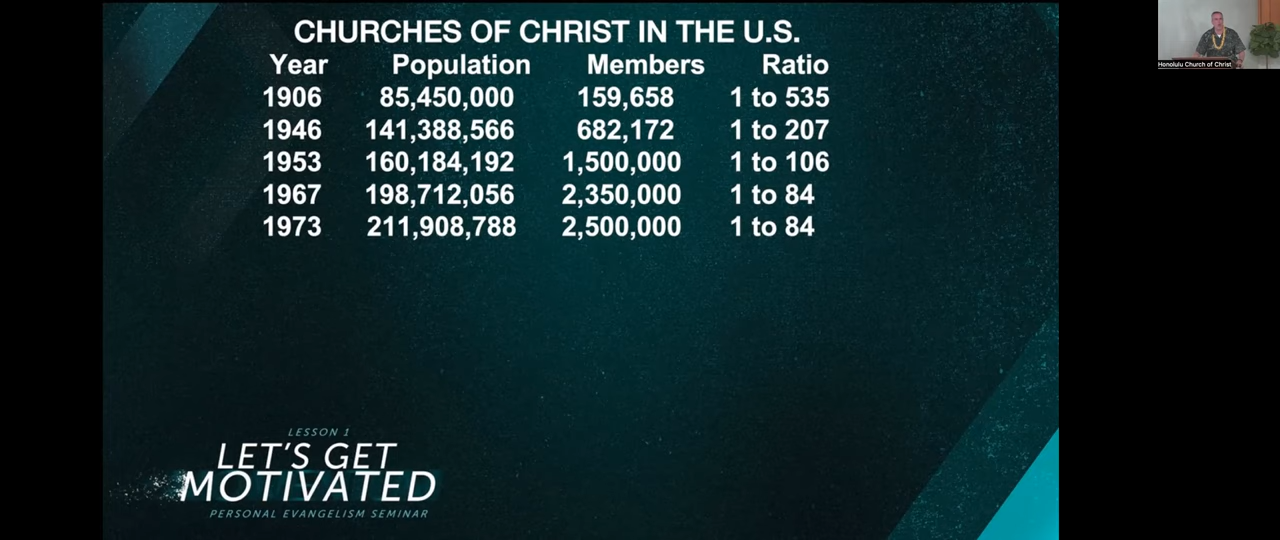 CHURCHES OF CHRIST IN THE U.S.
Year Population Members Ratio
1906 85,450,000 159,658 1 to 535
1946 141,388,566 682,172 1 to 207
1953 160,184,192 1,500,000 1 to 106
1967 198,712,056 2,350,000 1 to 84
1973 211,908,788 2,500,000 1 to 84
LESSON 1
LET'S GET
MOTIVATED
PERSONAL EVANGELISM SEMINAR
Honolulu Church of Christ